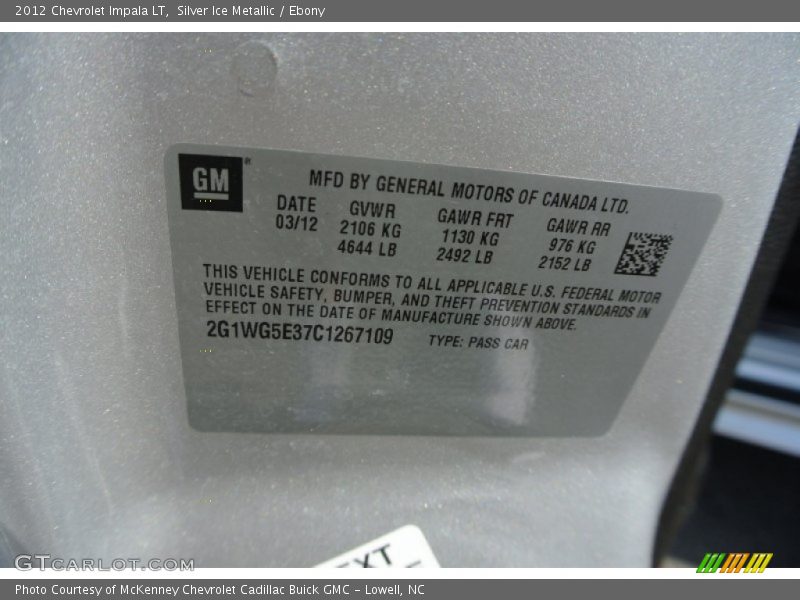 2012 Chevrolet Impala LT, Silver Ice Metallic / Ebony
GM®
MFD BY GENERAL MOTORS OF CANADA LTD.
DATE GVWR GAWR FRT GAWR RR
03/12 2106 KG 1130 KG 976 KG
4644 LB 2492 LB 2152 LB
THIS VEHICLE CONFORMS TO ALL APPLICABLE U.S. FEDERAL MOTOR
VEHICLE SAFETY, BUMPER, AND THEFT PREVENTION STANDARDS IN
EFFECT ON THE DATE OF MANUFACTURE SHOWN ABOVE.
2G1WG5E37C1267109 TYPE: PASS CAR
EXT
GTCARLOT.COM
Photo Courtesy of McKenney Chevrolet Cadillac Buick GMC – Lowell, NC